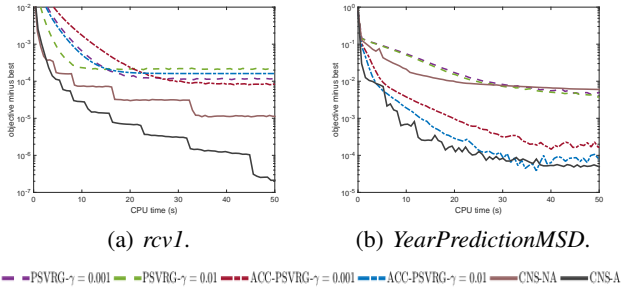 objective minus best
10^-2
10^-3
10^-4
10^-5
10^-6
10^-7
0 10 20 30 40 50
CPU time (s)
(a) rcv1.
objective minus best
10^0
10^-1
10^-2
10^-3
10^-4
10^-5
0 10 20 30 40 50
CPU time (s)
(b) YearPredictionMSD.
PSVRG-γ = 0.001 PSVRG-γ = 0.01 ACC-PSVRG-γ = 0.001 ACC-PSVRG-γ = 0.01 CNS-NA CNS-A